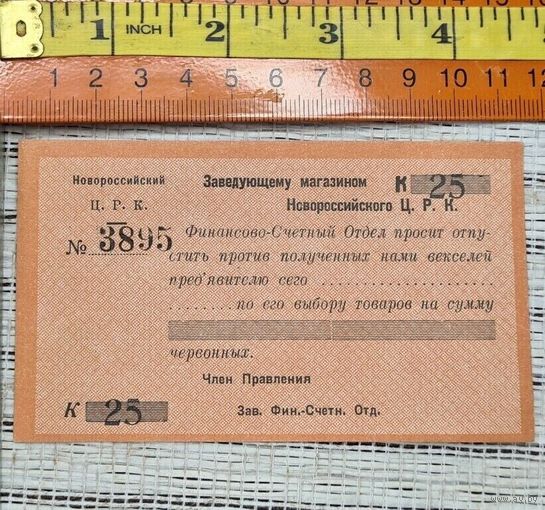 1 INCH 2 3 4
1 2 3 4 5 6 7 8 9 10 11 12
Новороссийский
Ц. Р. К.
№ 3895
Заведующему магазином К 25
Новороссийского Ц. Р. К.
Финансово-Счетный Отдел просит отпу-
стить против полученных нами векселей
преб'явителю сего . . . . . . . . . . . . . . . . . . . . .
. . . . . . . . по его выбору товаров на сумму
червонных.
Член Правления
К 25
Зав. Фин.-Счетн. Отд.